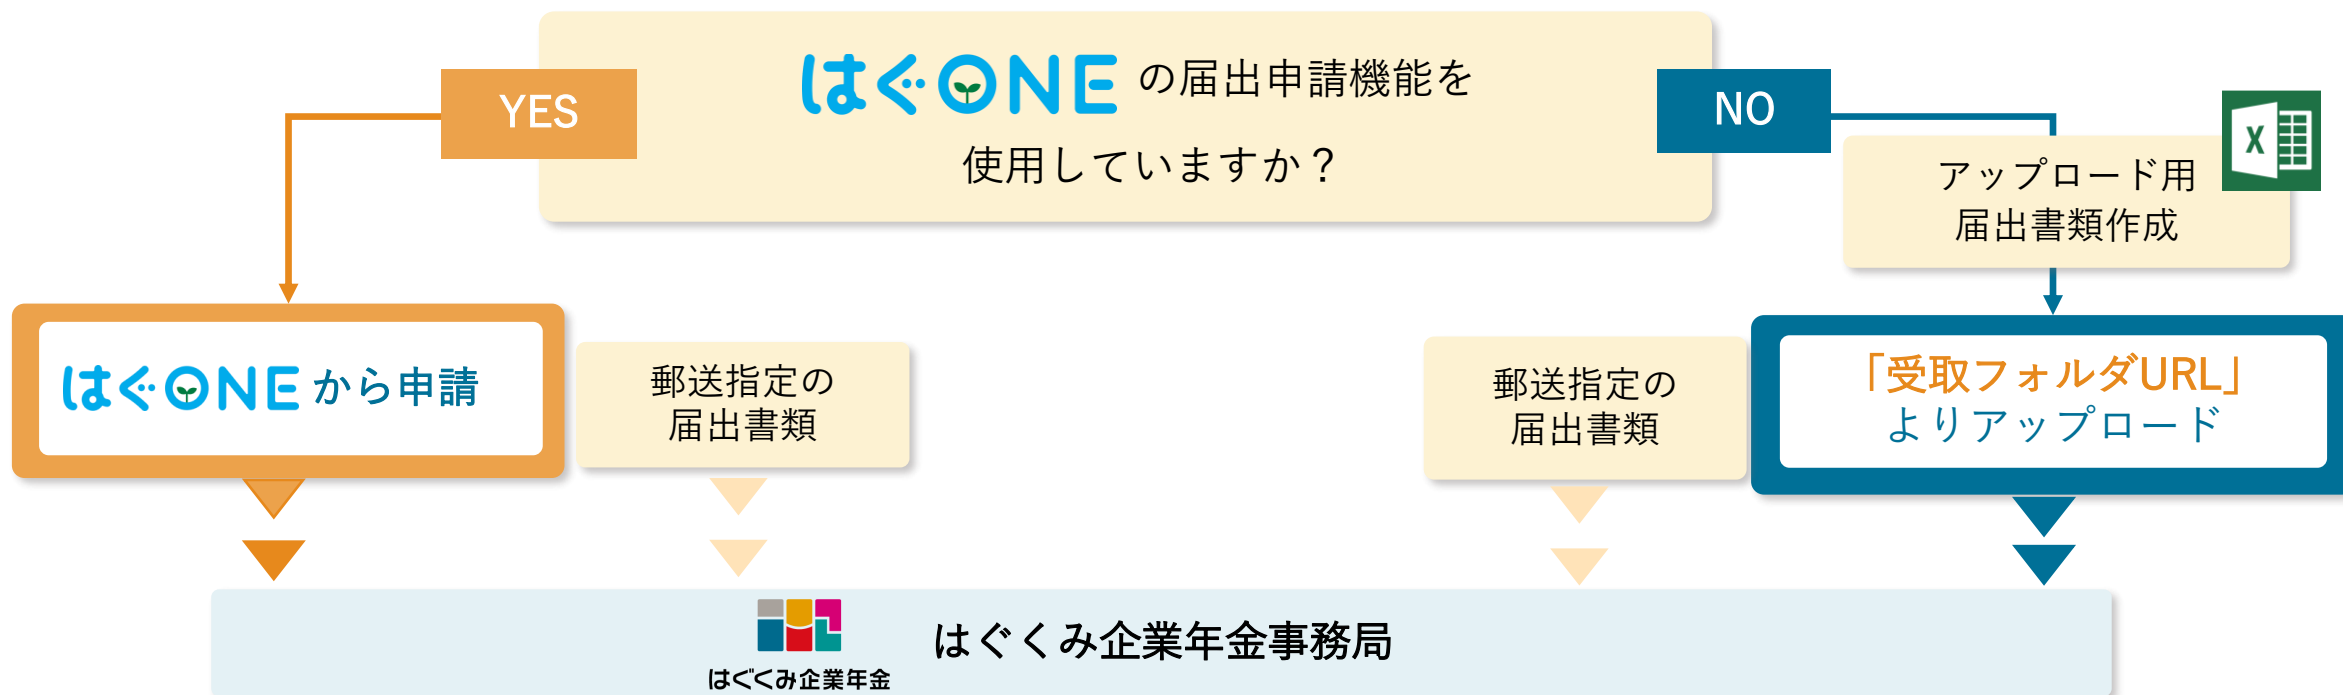 はぐONE の届出申請機能を
使用していますか？
YES
NO
X
アップロード用
届出書類作成
はぐONE から申請
郵送指定の
届出書類
郵送指定の
届出書類
「受取フォルダURL」
よりアップロード
はぐくみ企業年金
はぐくみ企業年金事務局